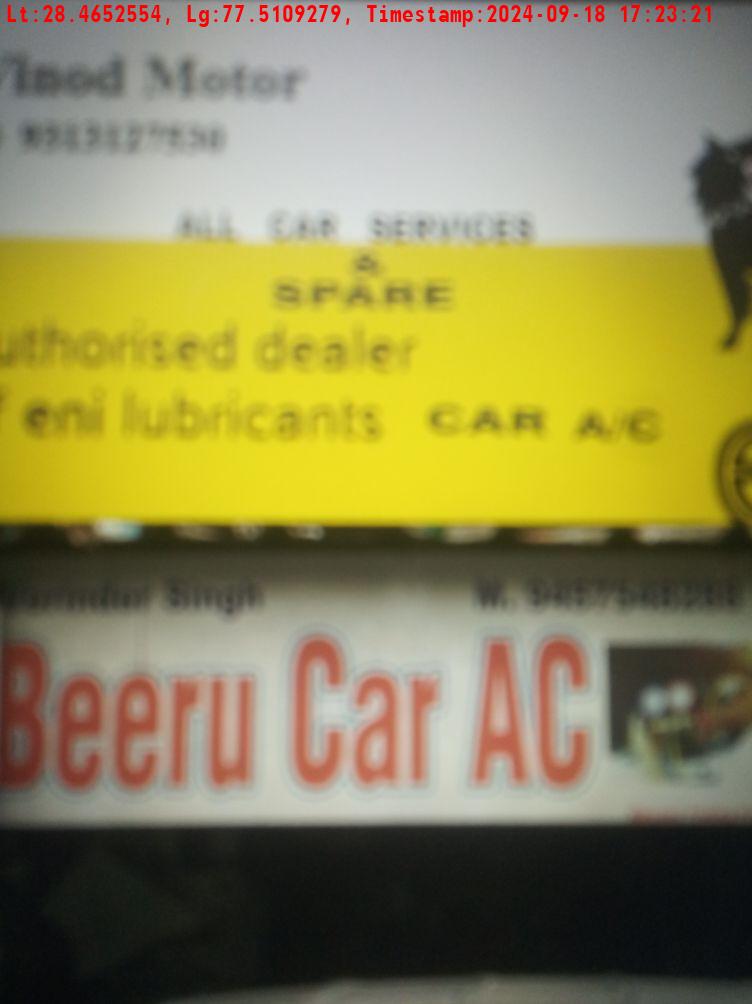 Lt:28.4652554, Lg:77.5109279, Timestamp:2024-09-18 17:23:21
Vinod Motor
ALL CAR SERVICES
&
SPARE
uthorised dealer
f eni lubricants CAR A/C
Singh
Beeru Car AC